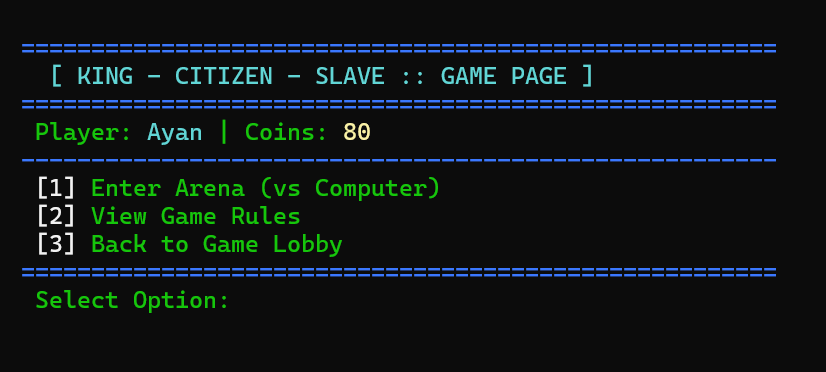 ======================================================
[ KING - CITIZEN - SLAVE :: GAME PAGE ]
======================================================
Player: Ayan | Coins: 80
------------------------------------------------------
[1] Enter Arena (vs Computer)
[2] View Game Rules
[3] Back to Game Lobby
======================================================
Select Option: